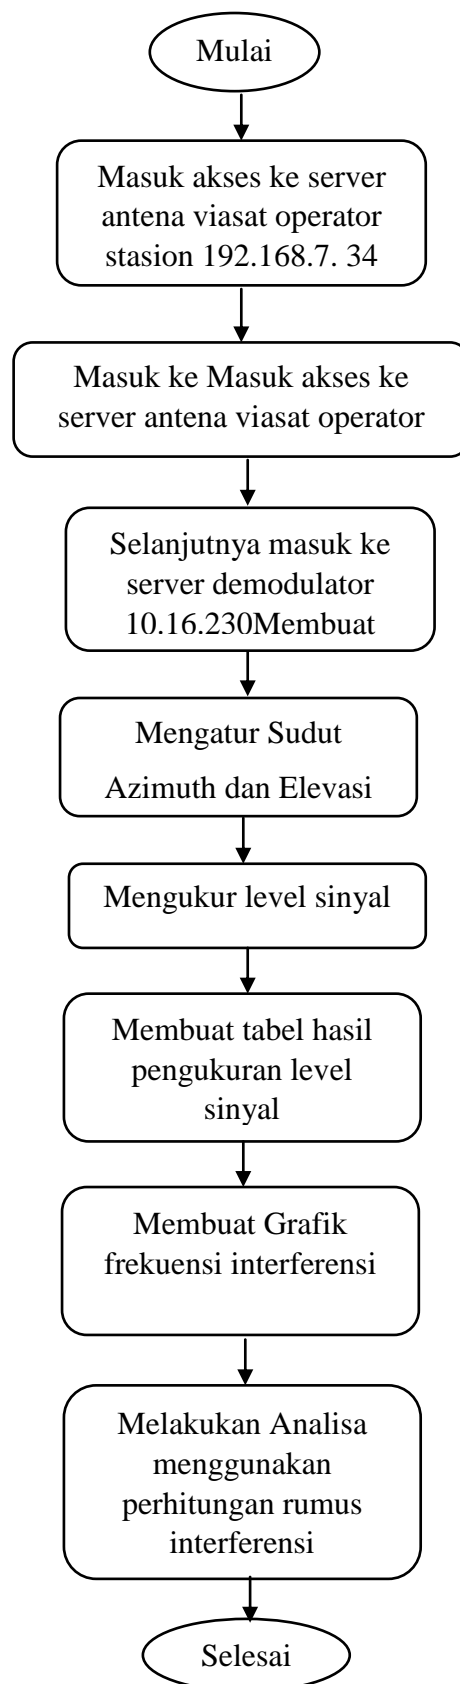 Mulai
Masuk akses ke server
antena viasat operator
stasion 192.168.7. 34
Masuk ke Masuk akses ke
server antena viasat operator
Selanjutnya masuk ke
server demodulator
10.16.230Membuat
Mengatur Sudut
Azimuth dan Elevasi
Mengukur level sinyal
Membuat tabel hasil
pengukuran level
sinyal
Membuat Grafik
frekuensi interferensi
Melakukan Analisa
menggunakan
perhitungan rumus
interferensi
Selesai